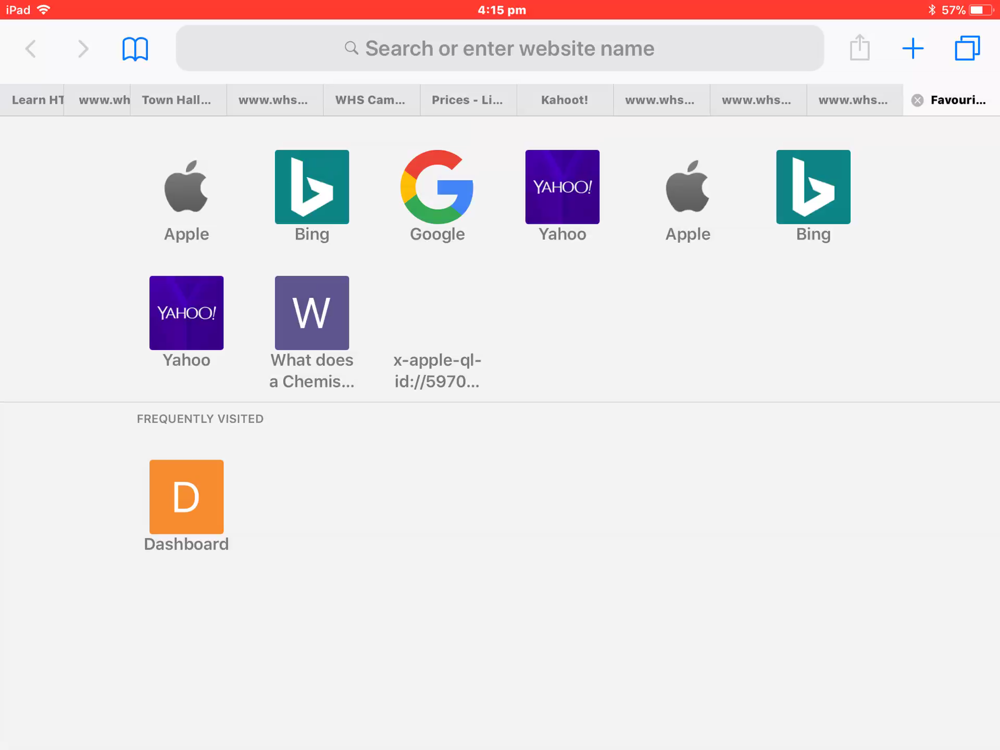 iPad 4:15 pm 57%
Search or enter website name
Learn HT www.wh Town Hall... www.whs... WHS Cam... Prices - Li... Kahoot! www.whs... www.whs... www.whs... Favouri...
YAHOO!
Apple Bing Google Yahoo Apple Bing
YAHOO! W
Yahoo What does x-apple-ql-
a Chemis... id://5970...
FREQUENTLY VISITED
D
Dashboard